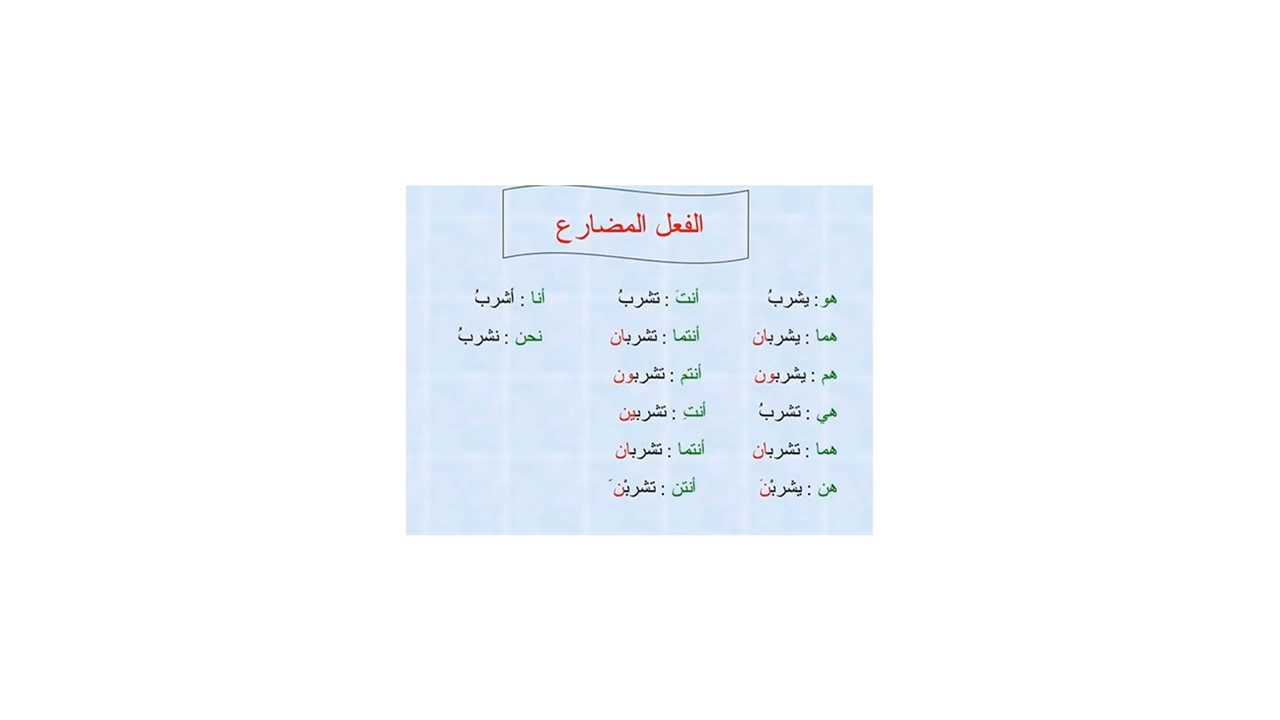 الفعل المضارع
هو: يشربُ أنتَ : تشربُ أنا : أشربُ
هما : يشربان أنتما : تشربان نحن : نشربُ
هم : يشربون أنتم : تشربون
هي : تشربُ أنتِ : تشربين
هما : تشربان أنتما : تشربان
هن : يشربْنَ أنتن : تشربْنَ